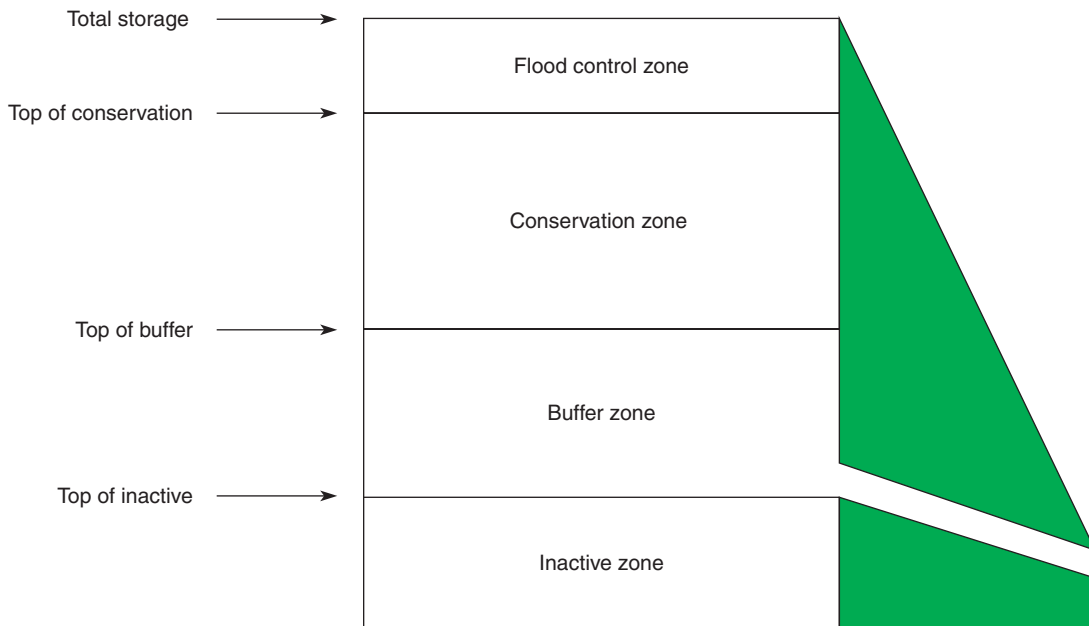 Total storage
Flood control zone
Top of conservation
Conservation zone
Top of buffer
Buffer zone
Top of inactive
Inactive zone